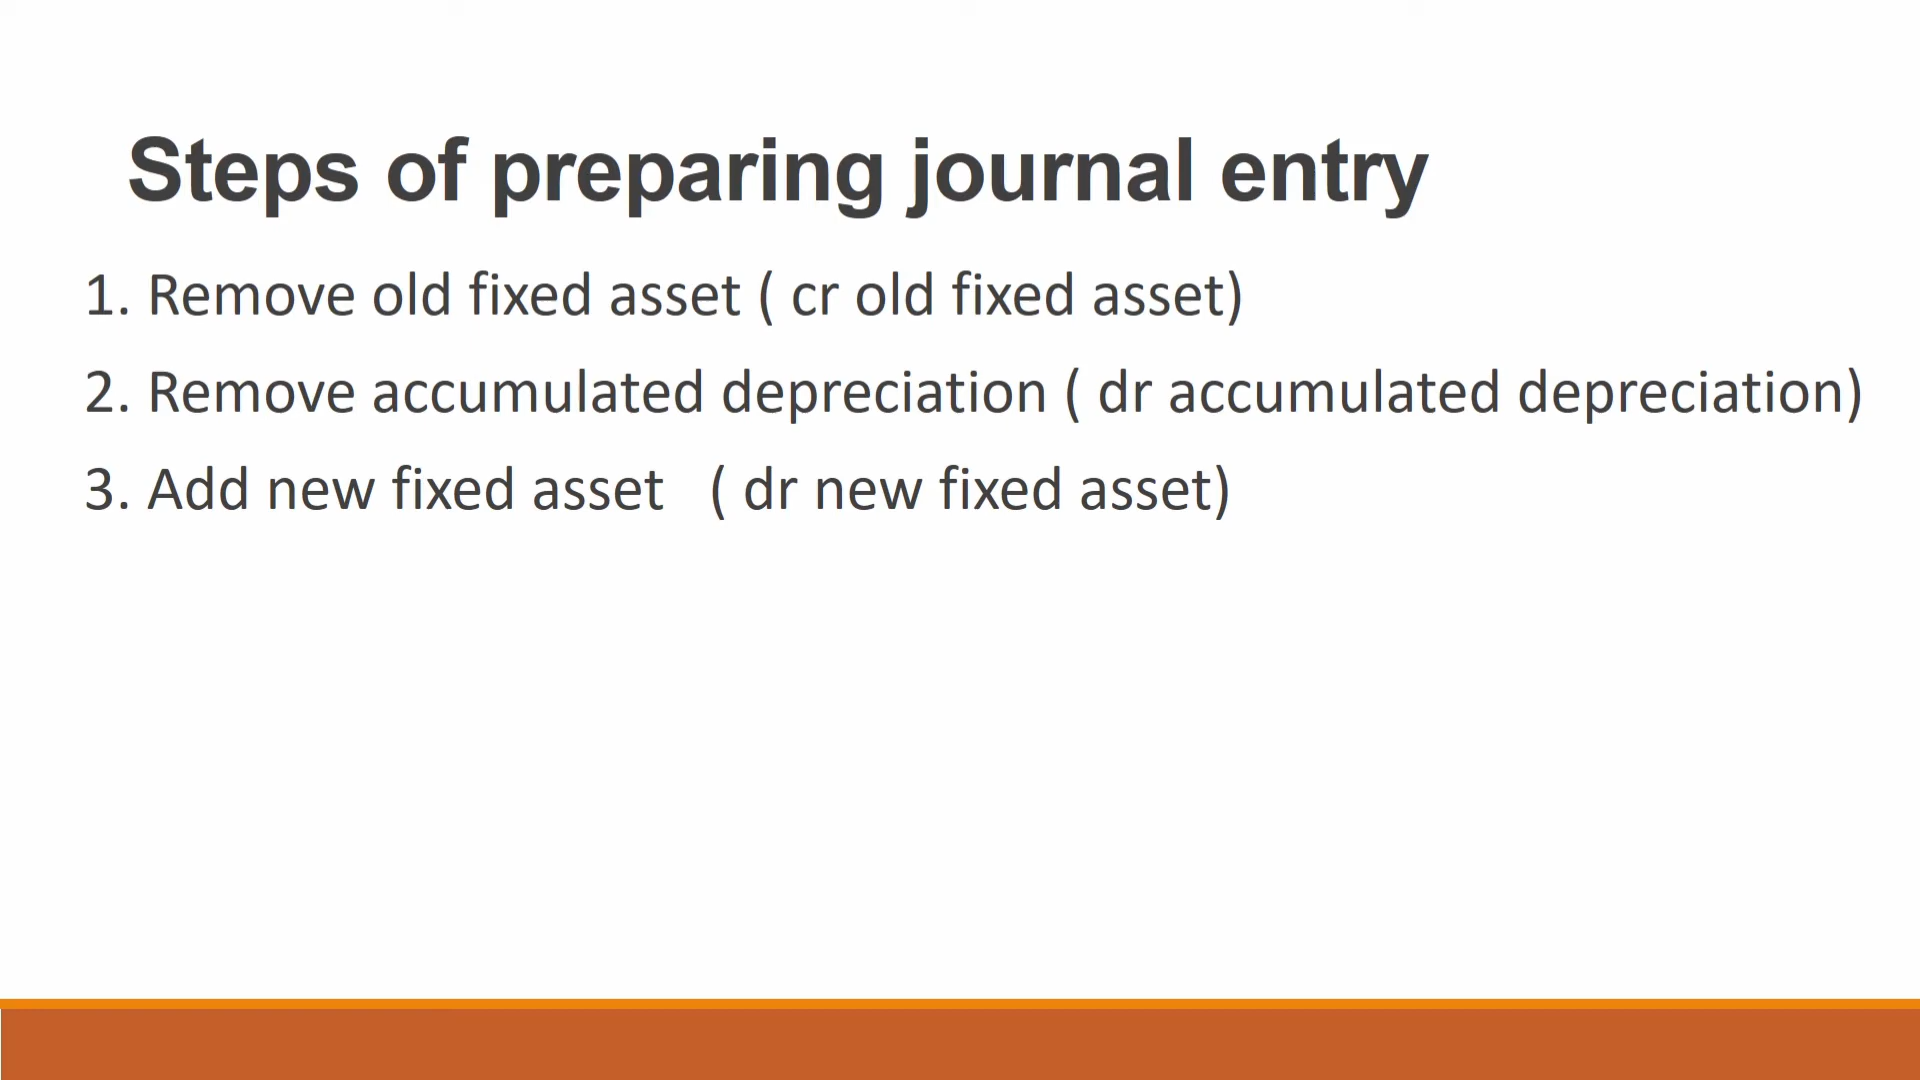 Steps of preparing journal entry
1. Remove old fixed asset ( cr old fixed asset)
2. Remove accumulated depreciation ( dr accumulated depreciation)
3. Add new fixed asset   ( dr new fixed asset)